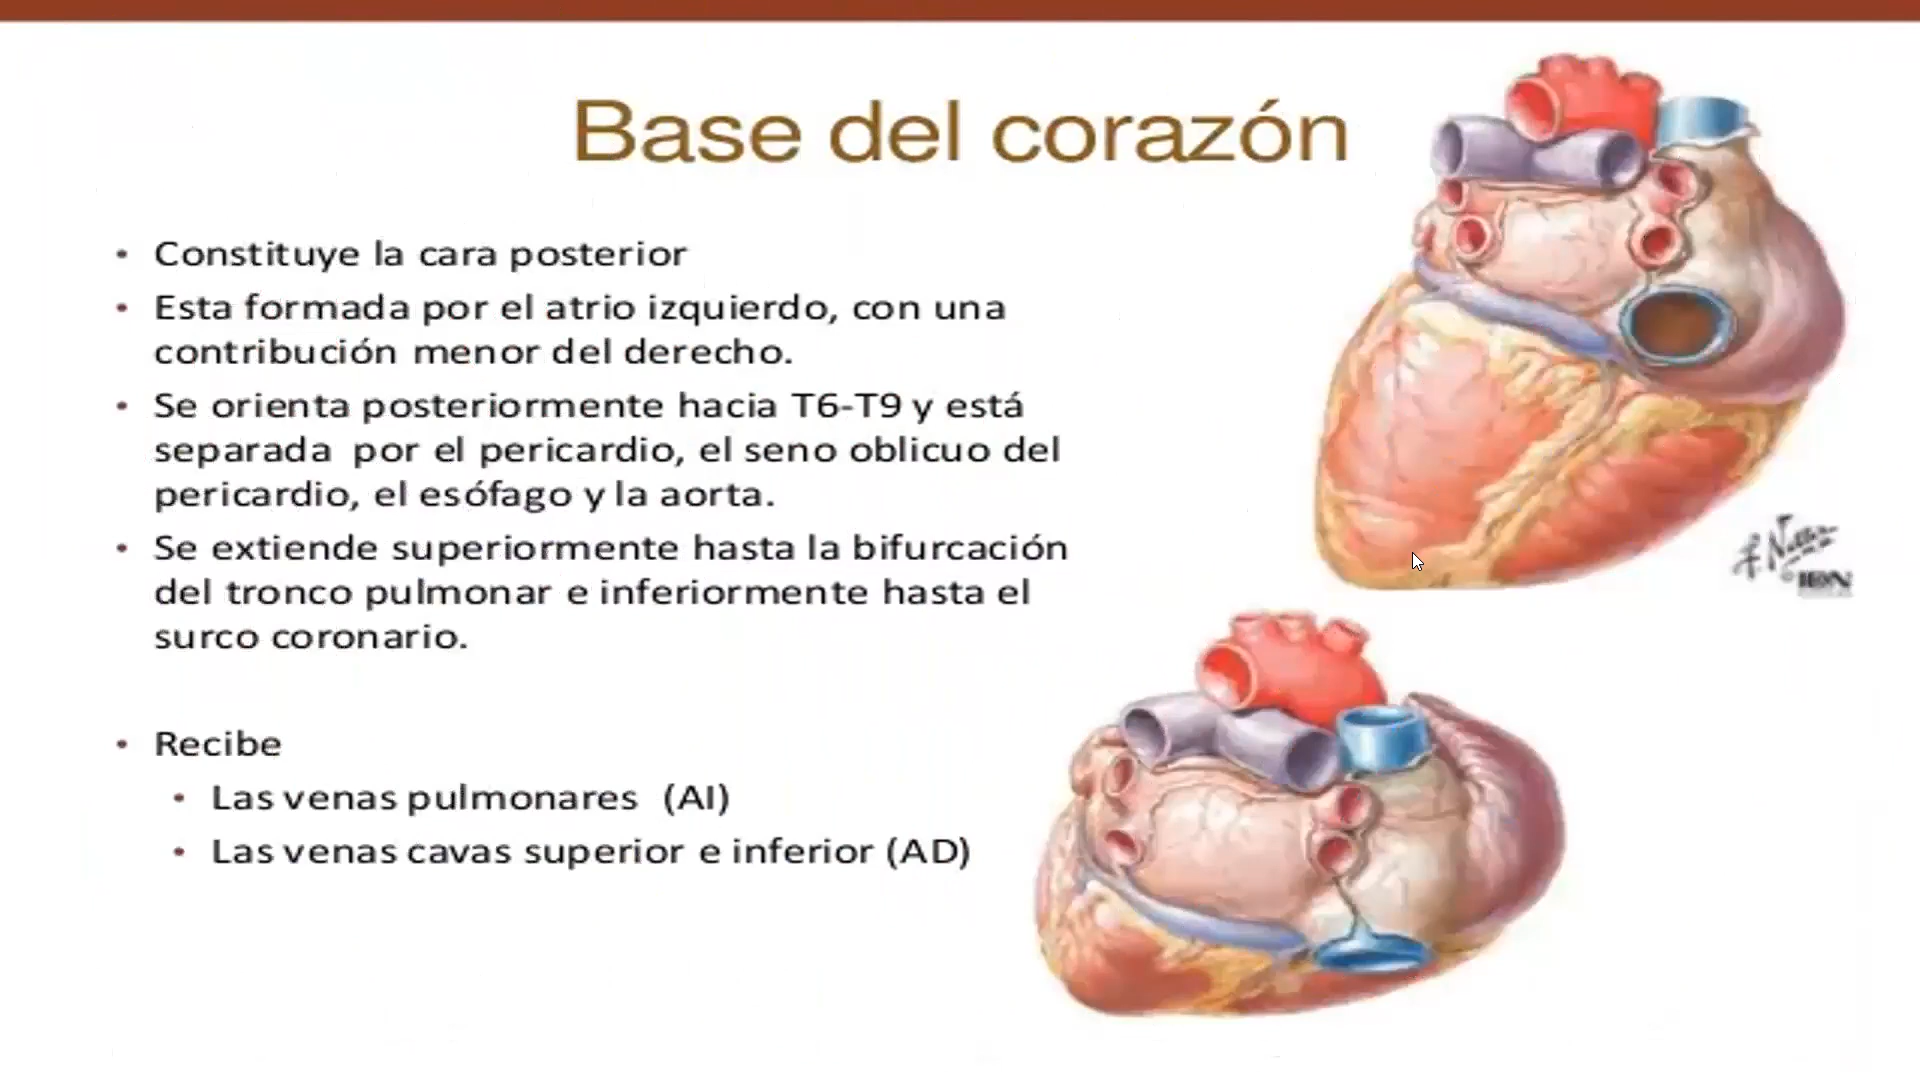 Base del corazón
• Constituye la cara posterior
• Esta formada por el atrio izquierdo, con una
contribución menor del derecho.
• Se orienta posteriormente hacia T6-T9 y está
separada por el pericardio, el seno oblicuo del
pericardio, el esófago y la aorta.
• Se extiende superiormente hasta la bifurcación
del tronco pulmonar e inferiormente hasta el
surco coronario.
• Recibe
• Las venas pulmonares (AI)
• Las venas cavas superior e inferior (AD)